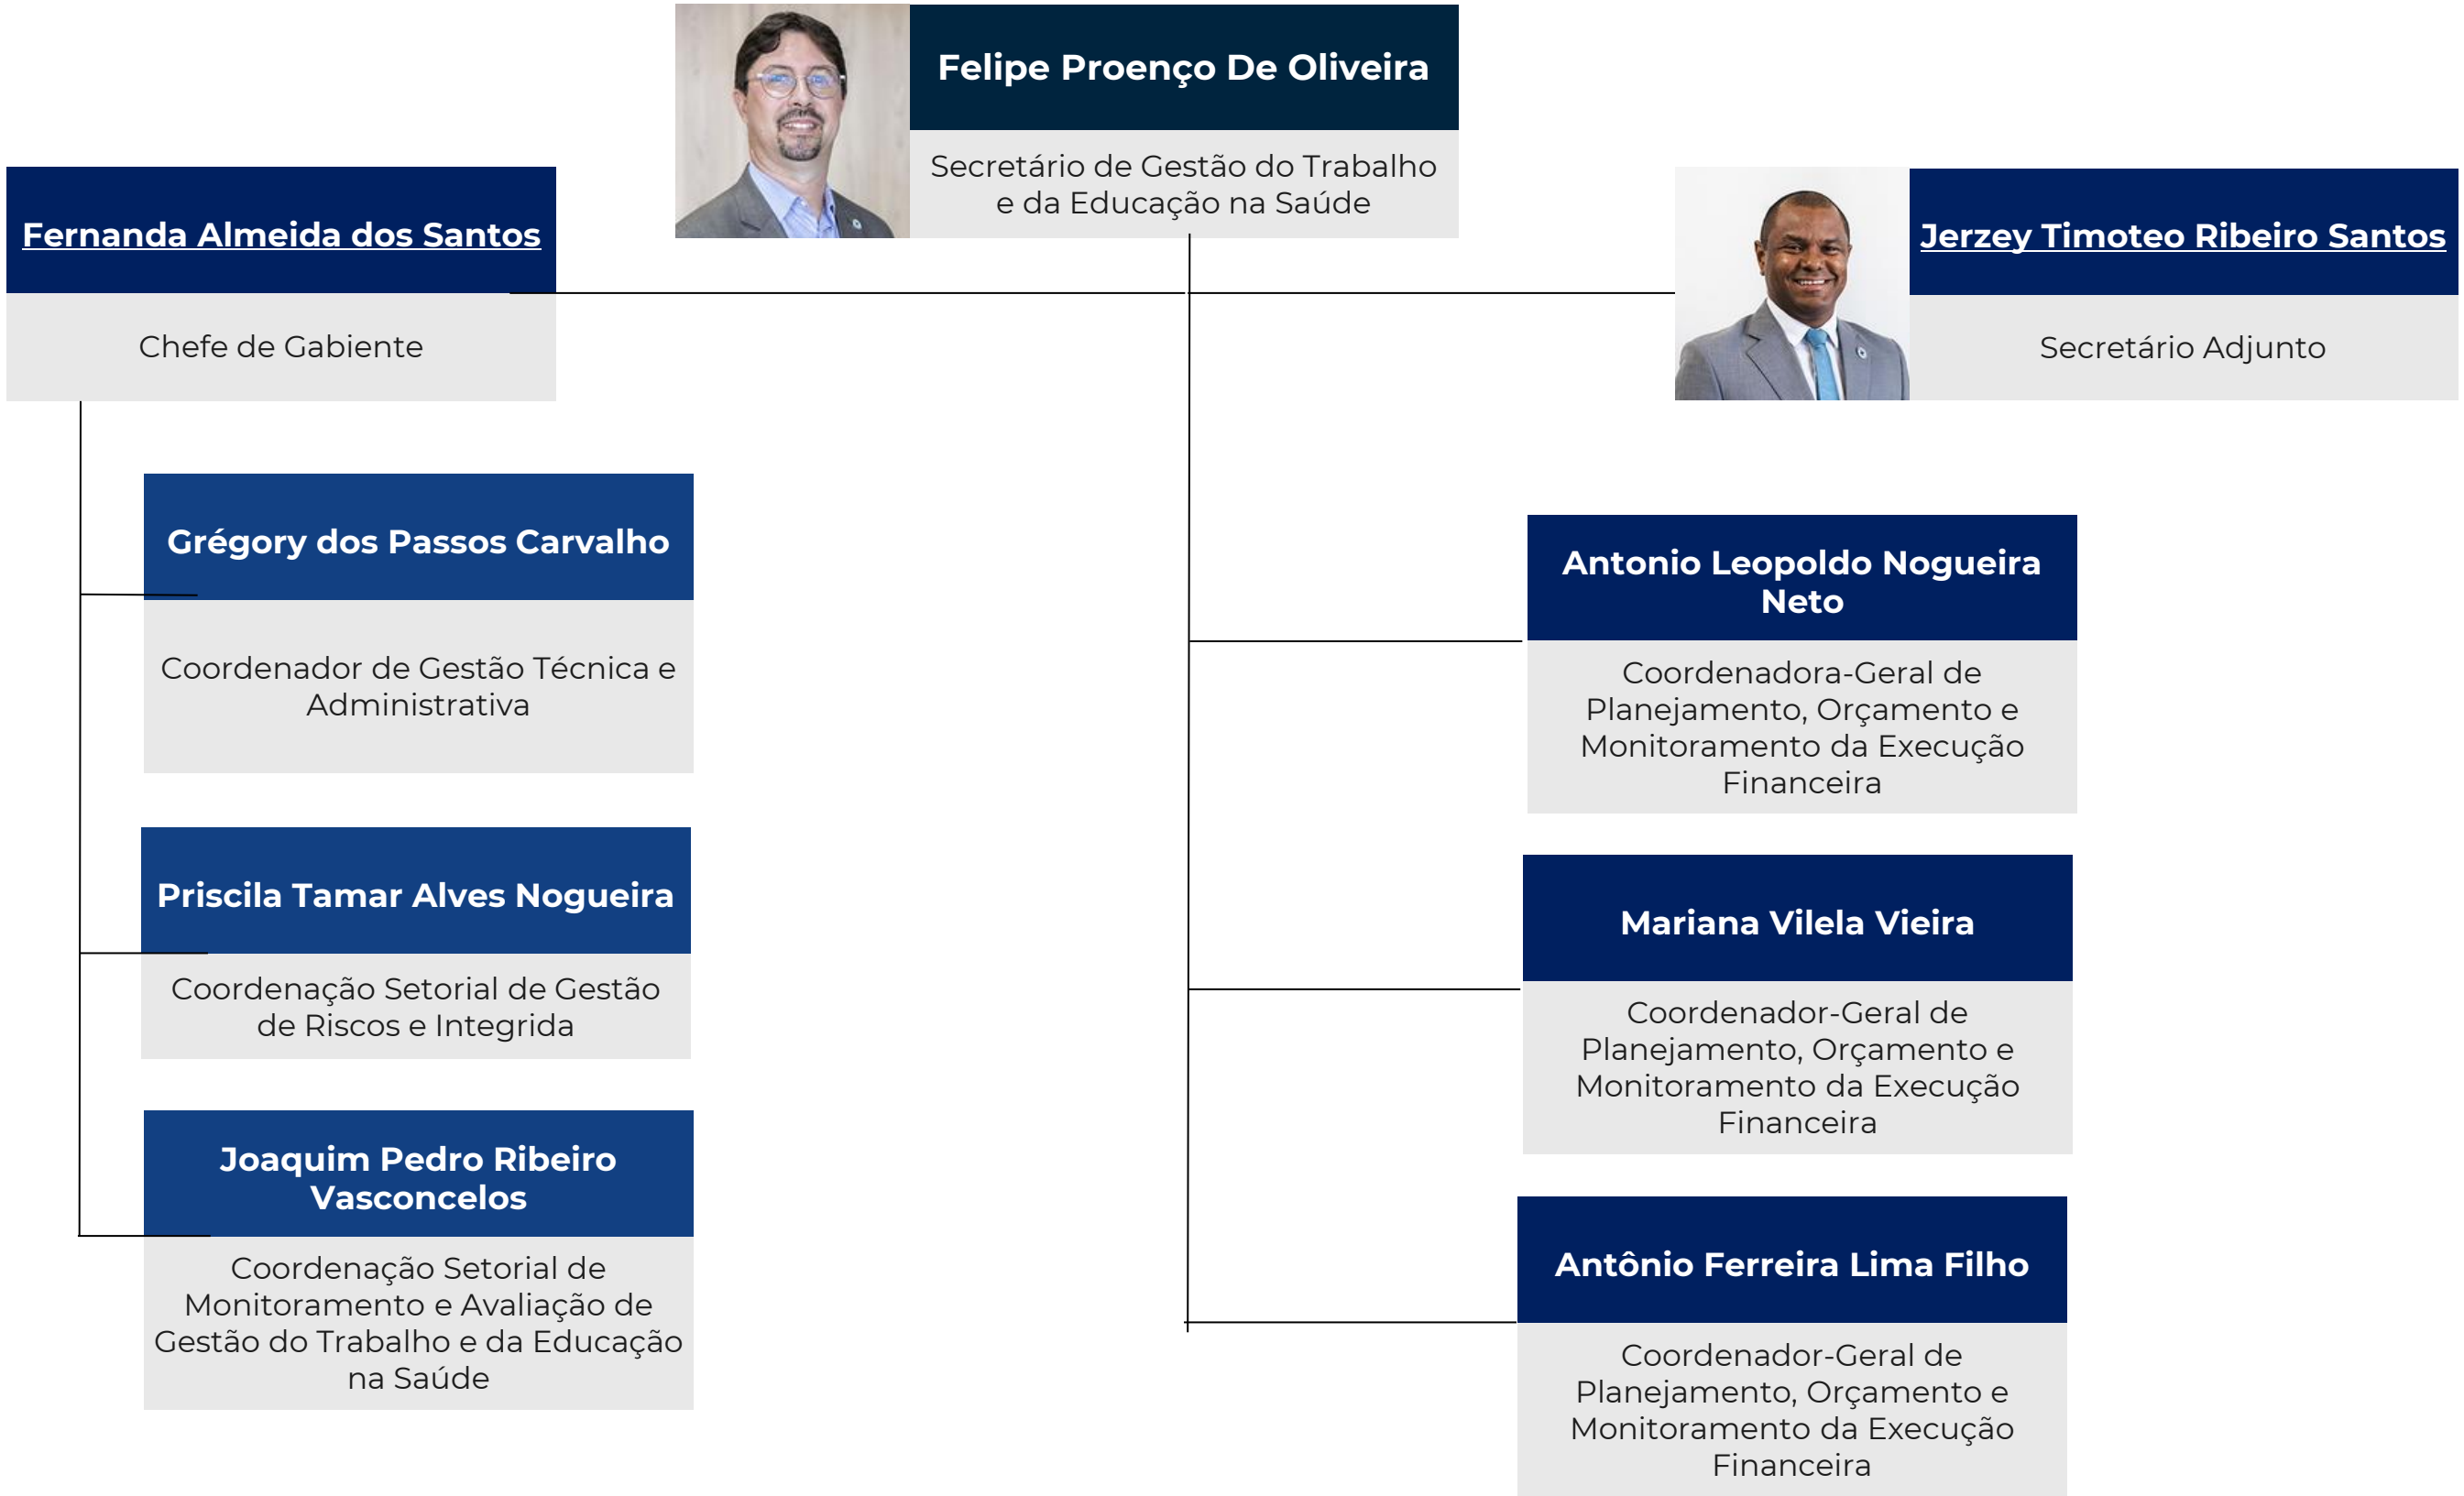 Felipe Proenço De Oliveira
Secretário de Gestão do Trabalho
e da Educação na Saúde
Fernanda Almeida dos Santos
Chefe de Gabiente
Jerzey Timoteo Ribeiro Santos
Secretário Adjunto
Grégory dos Passos Carvalho
Coordenador de Gestão Técnica e
Administrativa
Priscila Tamar Alves Nogueira
Coordenação Setorial de Gestão
de Riscos e Integrida
Joaquim Pedro Ribeiro
Vasconcelos
Coordenação Setorial de
Monitoramento e Avaliação de
Gestão do Trabalho e da Educação
na Saúde
Antonio Leopoldo Nogueira
Neto
Coordenadora-Geral de
Planejamento, Orçamento e
Monitoramento da Execução
Financeira
Mariana Vilela Vieira
Coordenador-Geral de
Planejamento, Orçamento e
Monitoramento da Execução
Financeira
Antônio Ferreira Lima Filho
Coordenador-Geral de
Planejamento, Orçamento e
Monitoramento da Execução
Financeira